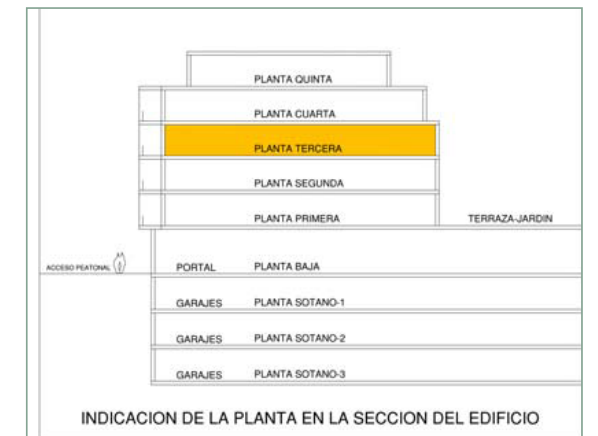 PLANTA QUINTA
PLANTA CUARTA
PLANTA TERCERA
PLANTA SEGUNDA
PLANTA PRIMERA TERRAZA-JARDIN
ACCESO PEATONAL PORTAL PLANTA BAJA
GARAJES PLANTA SOTANO-1
GARAJES PLANTA SOTANO-2
GARAJES PLANTA SOTANO-3
INDICACION DE LA PLANTA EN LA SECCION DEL EDIFICIO